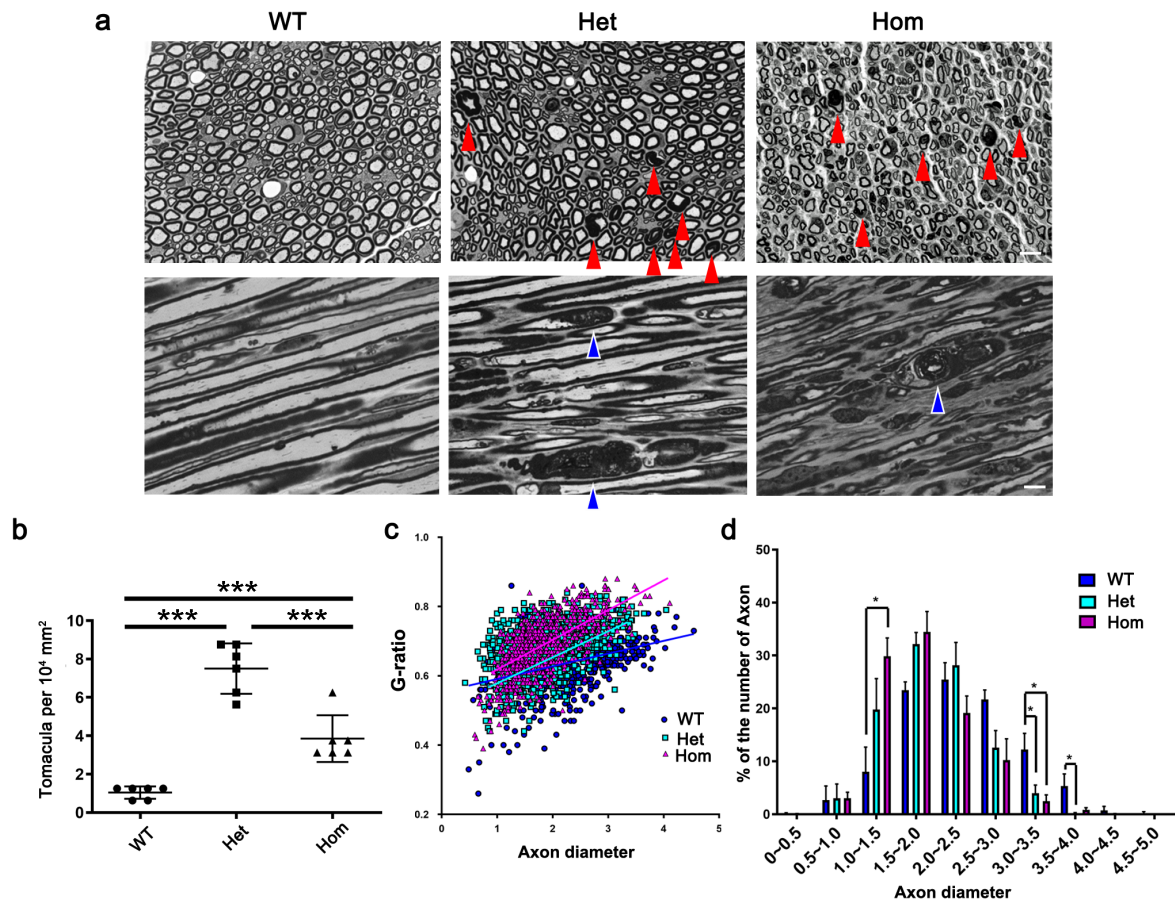 a
WT
Het
Hom
b
Tomacula per 10⁴ mm²
10
8
6
4
2
0
***
***
***
WT
Het
Hom
c
G-ratio
1.0
0.8
0.6
0.4
0.2
0
1
2
3
4
5
Axon diameter
WT
Het
Hom
d
% of the number of Axon
50
40
30
20
10
0
*
*
*
*
WT
Het
Hom
0~0.5
0.5~1.0
1.0~1.5
1.5~2.0
2.0~2.5
2.5~3.0
3.0~3.5
3.5~4.0
4.0~4.5
4.5~5.0
Axon diameter